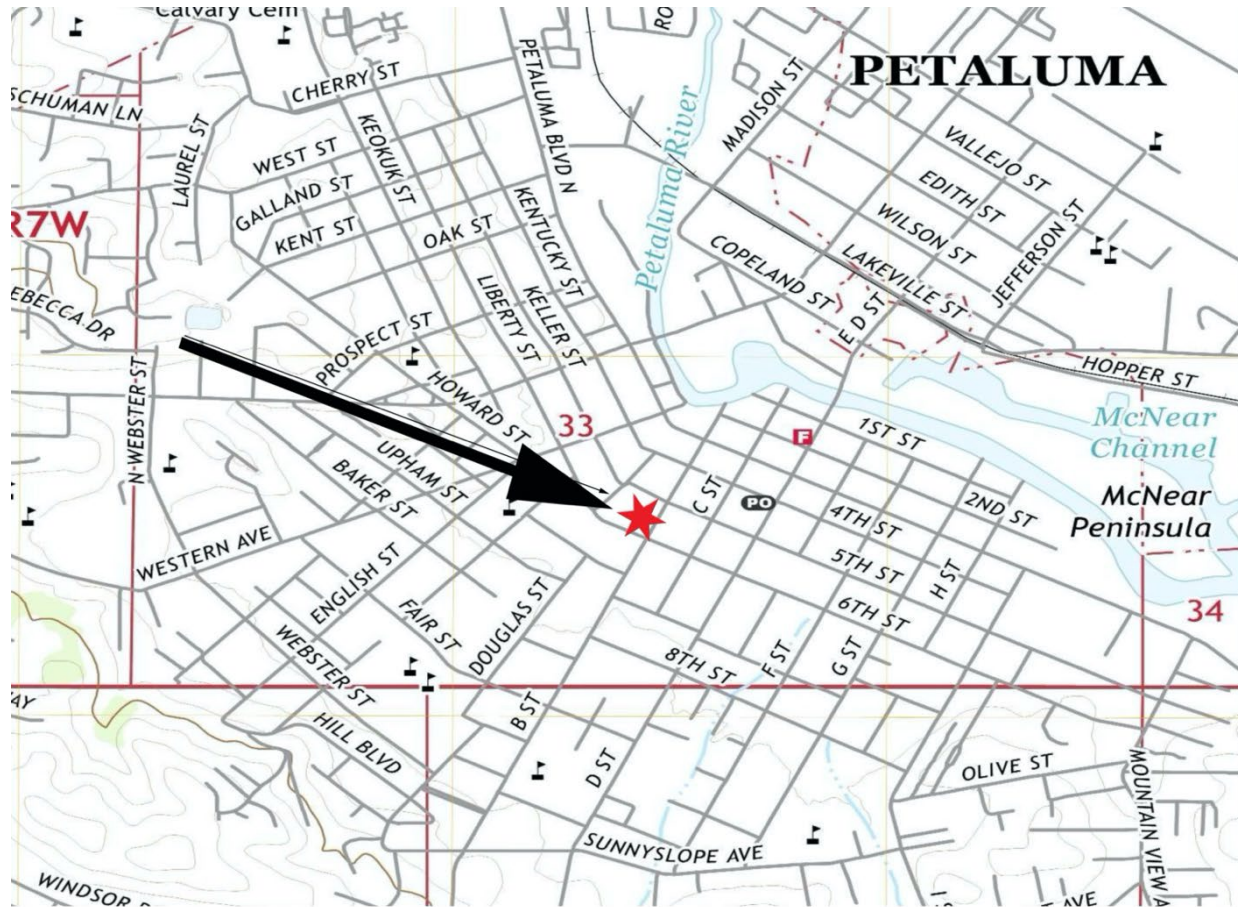 Calvary Cem
RO
PETALUMA
SCHUMAN LN
CHERRY ST
PETALUMA BLVD N
MADISON ST
Petaluma River
LAUREL ST
WEST ST
KEOKUK ST
VALLEJO ST
GALLAND ST
EDITH ST
R7W
KENT ST
OAK ST
KENTUCKY ST
WILSON ST
JEFFERSON ST
COPELAND ST
LAKEVILLE ST
EBECCA DR
LIBERTY ST
KELLER ST
E D ST
PROSPECT ST
HOPPER ST
N WEBSTER ST
HOWARD ST
33
F
1ST ST
McNear
Channel
UPHAM ST
BAKER ST
C ST
PO
2ND ST
McNear
Peninsula
4TH ST
WESTERN AVE
5TH ST
ENGLISH ST
H ST
FAIR ST
DOUGLAS ST
6TH ST
34
WEBSTER ST
8TH ST
F ST
G ST
AY
B ST
HILL BLVD
D ST
OLIVE ST
MOUNTAIN VIEW A
SUNNYSLOPE AVE
WINDSOR
T AVE